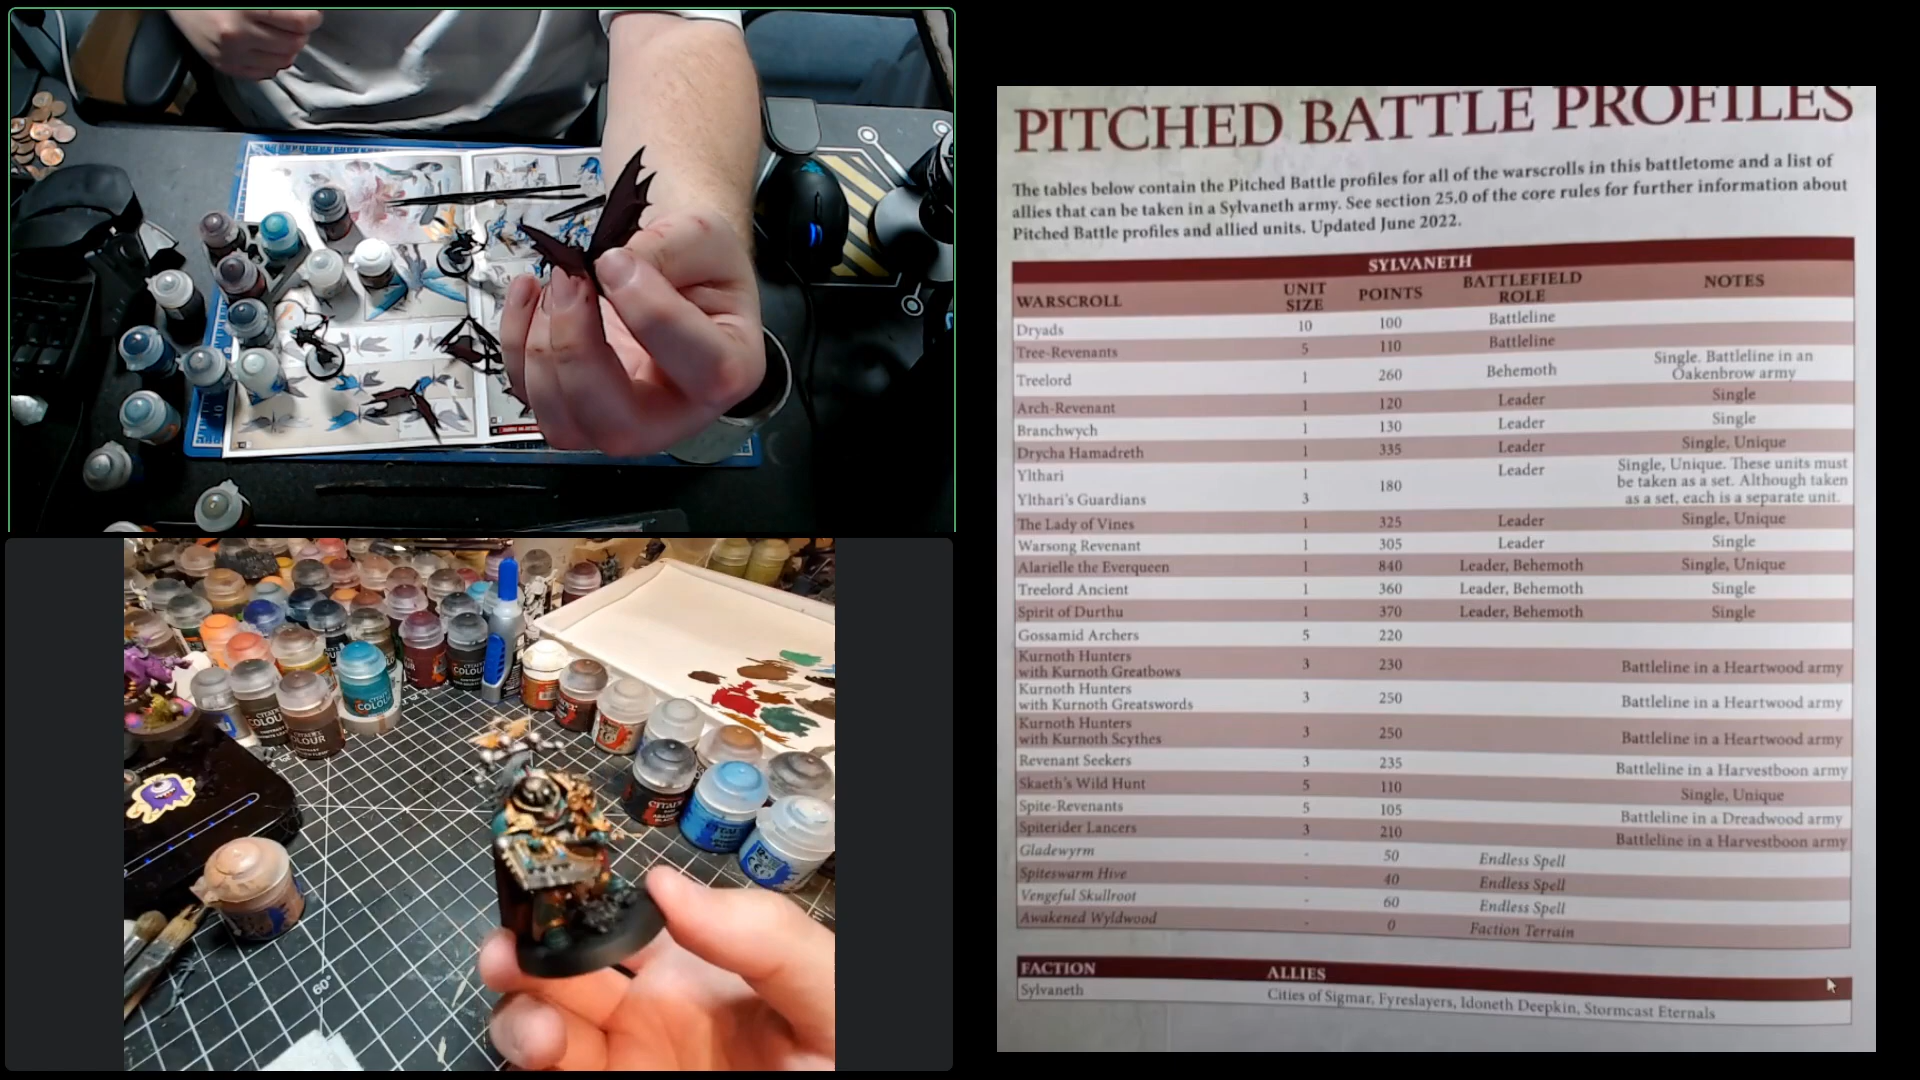 PITCHED BATTLE PROFILES
The tables below contain the Pitched Battle profiles for all of the warscrolls in this battletome and a list of
allies that can be taken in a Sylvaneth army. See section 25.0 of the core rules for further information about
Pitched Battle profiles and allied units. Updated June 2022.
SYLVANETH
WARSCROLL UNIT SIZE POINTS BATTLEFIELD ROLE NOTES
Dryads 10 100 Battleline
Tree-Revenants 5 110 Battleline
Treelord 1 260 Behemoth Single. Battleline in an Oakenbrow army
Arch-Revenant 1 120 Leader Single
Branchwych 1 130 Leader Single
Drycha Hamadreth 1 335 Leader Single, Unique
Ylthari 1 Leader Single, Unique. These units must
be taken as a set. Although taken
Ylthari's Guardians 3 180 as a set, each is a separate unit.
The Lady of Vines 1 325 Leader Single, Unique
Warsong Revenant 1 305 Leader Single
Alarielle the Everqueen 1 840 Leader, Behemoth Single, Unique
Treelord Ancient 1 360 Leader, Behemoth Single
Spirit of Durthu 1 370 Leader, Behemoth Single
Gossamid Archers 5 220
Kurnoth Hunters
with Kurnoth Greatbows 3 230 Battleline in a Heartwood army
Kurnoth Hunters
with Kurnoth Greatswords 3 250 Battleline in a Heartwood army
Kurnoth Hunters
with Kurnoth Scythes 3 250 Battleline in a Heartwood army
Revenant Seekers 3 235 Battleline in a Harvestboon army
Skaeth's Wild Hunt 5 110 Single, Unique
Spite-Revenants 5 105 Battleline in a Dreadwood army
Spiterider Lancers 3 210 Battleline in a Harvestboon army
Gladewyrm - 50 Endless Spell
Spiteswarm Hive - 40 Endless Spell
Vengeful Skullroot - 60 Endless Spell
Awakened Wyldwood - 0 Faction Terrain
FACTION ALLIES
Sylvaneth Cities of Sigmar, Fyreslayers, Idoneth Deepkin, Stormcast Eternals
60°